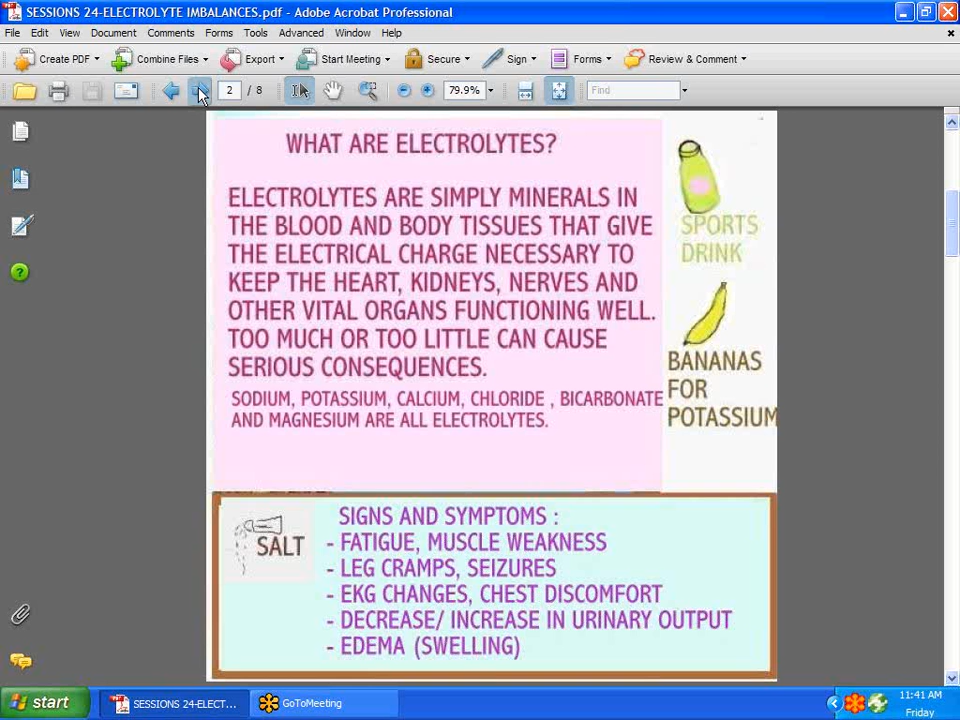 SESSIONS 24-ELECTROLYTE IMBALANCES.pdf - Adobe Acrobat Professional
File Edit View Document Comments Forms Tools Advanced Window Help
Create PDF Combine Files Export Start Meeting Secure Sign Forms Review & Comment
2 / 8 79.9% Find
WHAT ARE ELECTROLYTES?
ELECTROLYTES ARE SIMPLY MINERALS IN
THE BLOOD AND BODY TISSUES THAT GIVE
THE ELECTRICAL CHARGE NECESSARY TO
KEEP THE HEART, KIDNEYS, NERVES AND
OTHER VITAL ORGANS FUNCTIONING WELL.
TOO MUCH OR TOO LITTLE CAN CAUSE
SERIOUS CONSEQUENCES.
SODIUM, POTASSIUM, CALCIUM, CHLORIDE , BICARBONATE
AND MAGNESIUM ARE ALL ELECTROLYTES.
SPORTS
DRINK
BANANAS
FOR
POTASSIUM
SALT
SIGNS AND SYMPTOMS :
- FATIGUE, MUSCLE WEAKNESS
- LEG CRAMPS, SEIZURES
- EKG CHANGES, CHEST DISCOMFORT
- DECREASE/ INCREASE IN URINARY OUTPUT
- EDEMA (SWELLING)
start SESSIONS 24-ELECT... GoToMeeting 11:41 AM
Friday